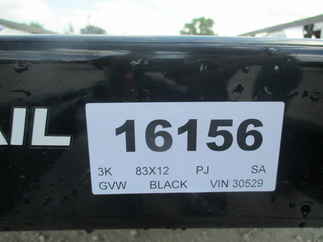 AIL
16156
3K 83X12 PJ SA
GVW BLACK VIN 30529